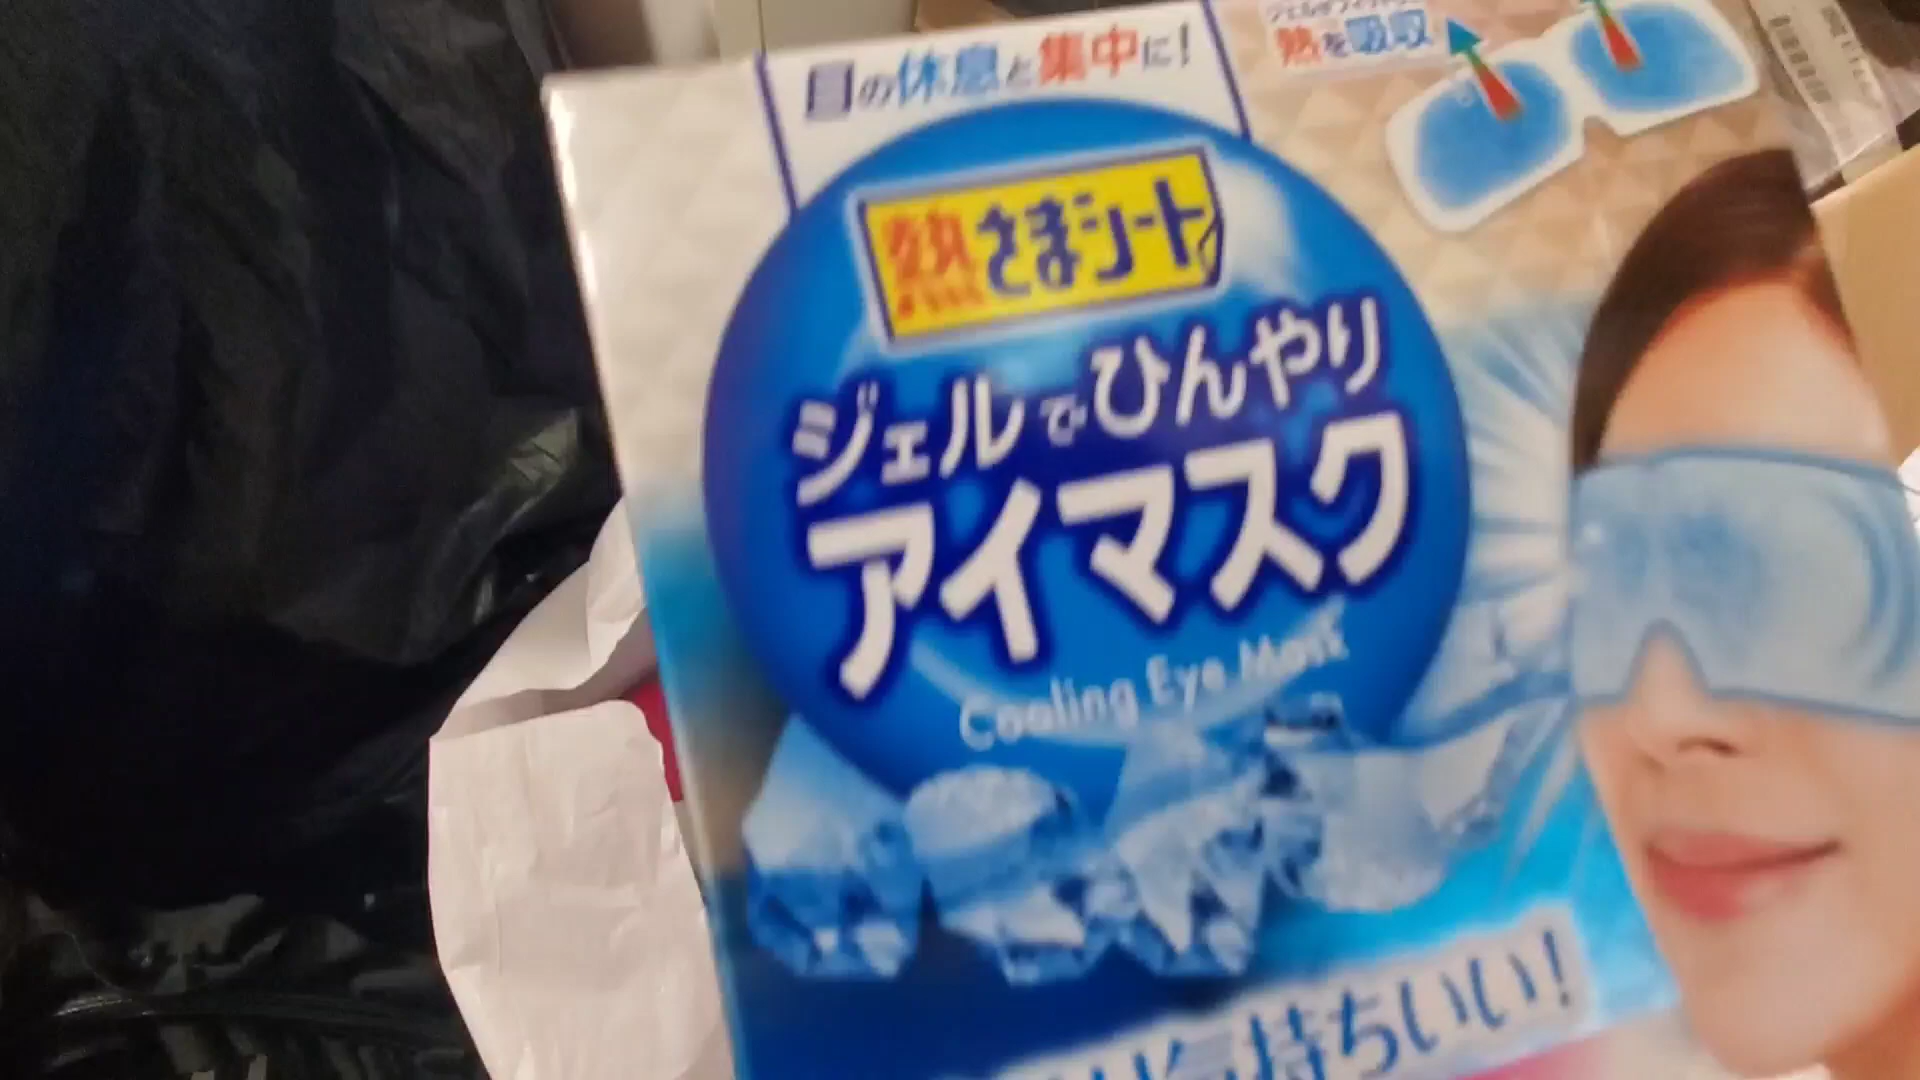 目の休息と集中に!
熱を吸収
熱さまシート
ジェルでひんやり
アイマスク
Cooling Eye Mask
気持ちいい!